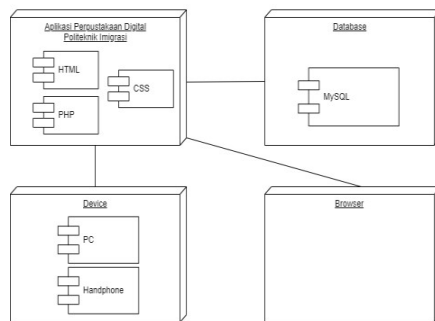 Aplikasi Perpustakaan Digital
Politeknik Imigrasi
HTML
CSS
PHP
Database
MySQL
Device
PC
Handphone
Browser